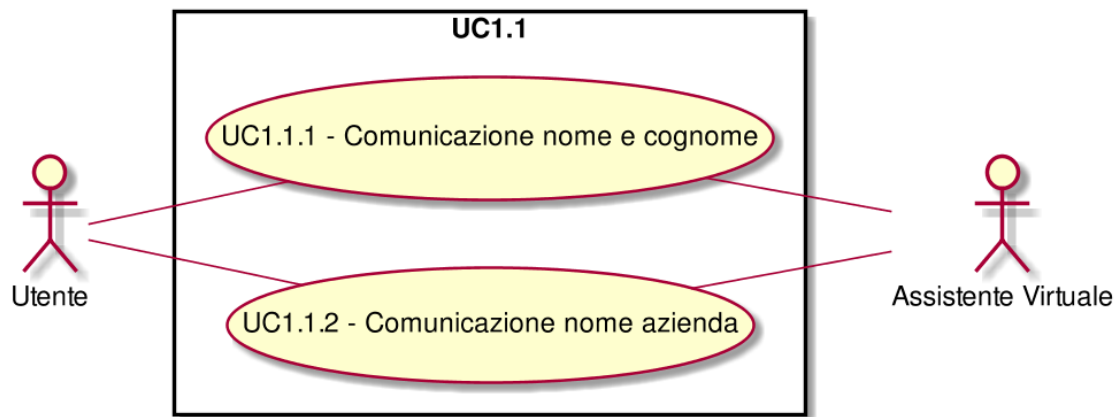 UC1.1
UC1.1.1 - Comunicazione nome e cognome
Utente
Assistente Virtuale
UC1.1.2 - Comunicazione nome azienda